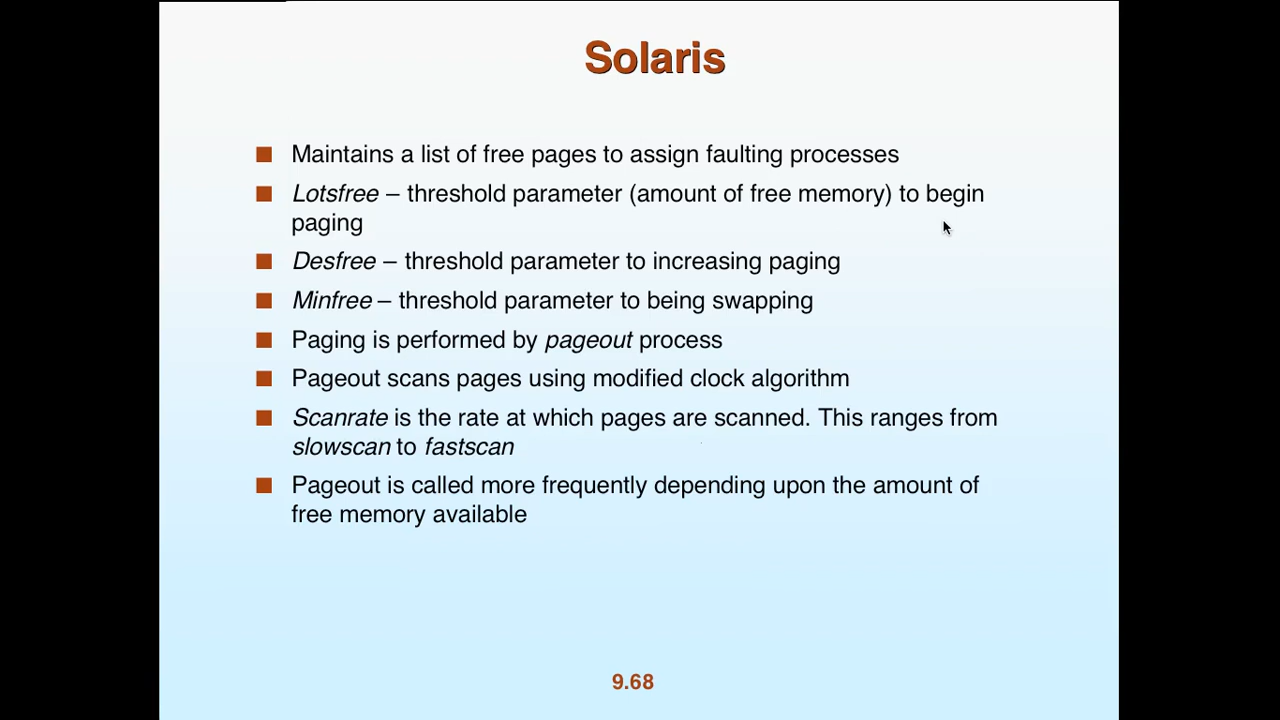 Solaris
Maintains a list of free pages to assign faulting processes
Lotsfree – threshold parameter (amount of free memory) to begin
paging
Desfree – threshold parameter to increasing paging
Minfree – threshold parameter to being swapping
Paging is performed by pageout process
Pageout scans pages using modified clock algorithm
Scanrate is the rate at which pages are scanned. This ranges from
slowscan to fastscan
Pageout is called more frequently depending upon the amount of
free memory available
9.68